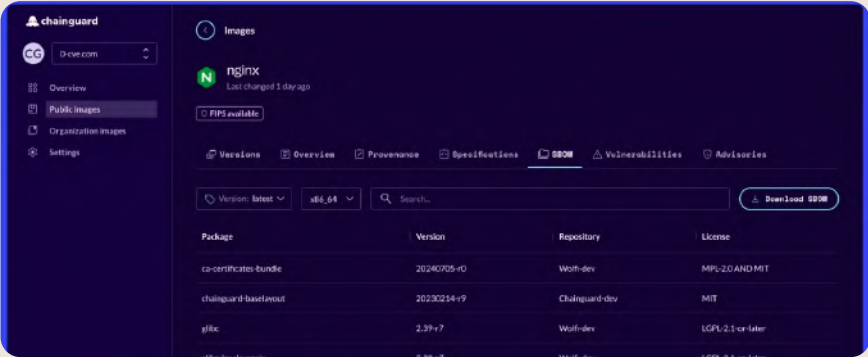 chainguard
CG
D-cve.com
Overview
Public images
Organization images
Settings
Images
nginx
Last changed 1 day ago
FIPS available
Versions Overview Provenance Specifications SBOM Vulnerabilities Advisories
Version: latest x86_64 Search... Download SBOM
Package Version Repository License
ca-certificates-bundle 20240705-r0 Wolfi-dev MPL-2.0 AND MIT
chainguard-baselayout 20230214-r9 Chainguard-dev MIT
glibc 2.39-r7 Wolfi-dev LGPL-2.1-or-later